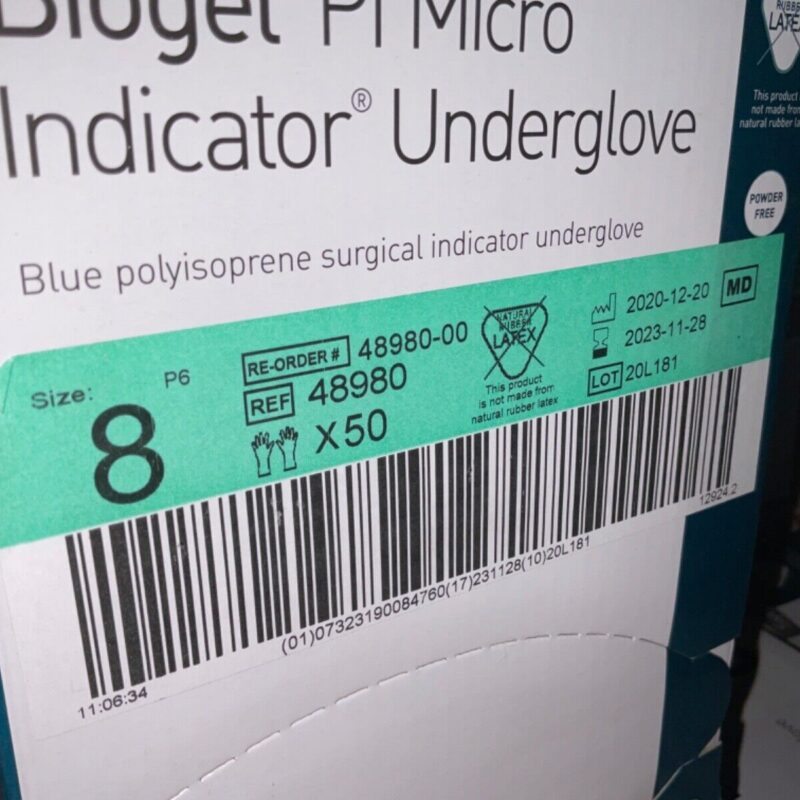 Biogel PI Micro
Indicator® Underglove
Blue polyisoprene surgical indicator underglove
RUBBER
LATEX
This product
not made from
natural rubber la
POWDER
FREE
Size:
8
P6
RE-ORDER # 48980-00
REF 48980
X50
NATURAL
RUBBER
LATEX
This product
is not made from
natural rubber latex
2020-12-20
2023-11-28
LOT 20L181
MD
12924.2
(01)07323190084760(17)231128(10)20L181
11:06:34